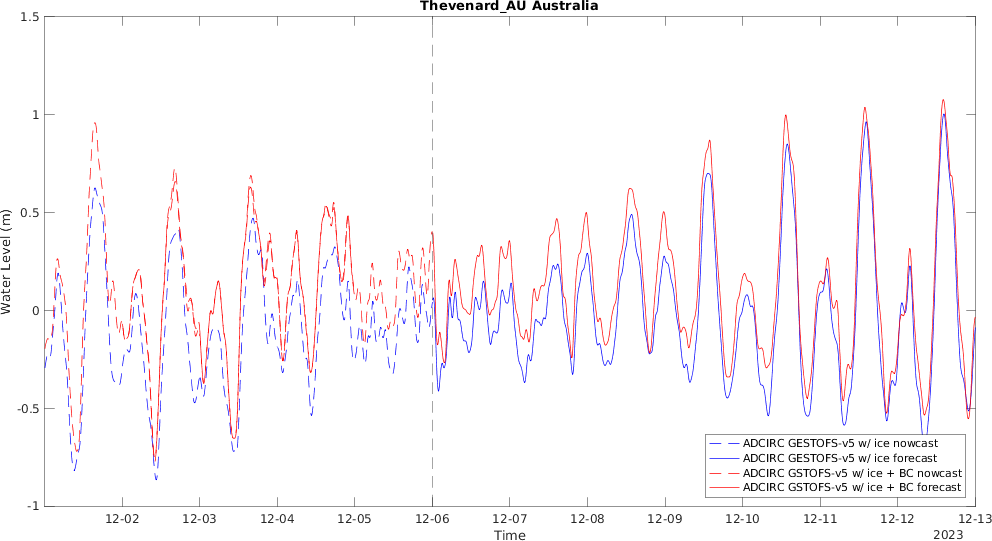 Thevenard_AU Australia
1.5
1
0.5
0
-0.5
-1
Water Level (m)
12-02 12-03 12-04 12-05 12-06 12-07 12-08 12-09 12-10 12-11 12-12 12-13
Time
2023
ADCIRC GESTOFS-v5 w/ ice nowcast
ADCIRC GESTOFS-v5 w/ ice forecast
ADCIRC GSTOFS-v5 w/ ice + BC nowcast
ADCIRC GSTOFS-v5 w/ ice + BC forecast